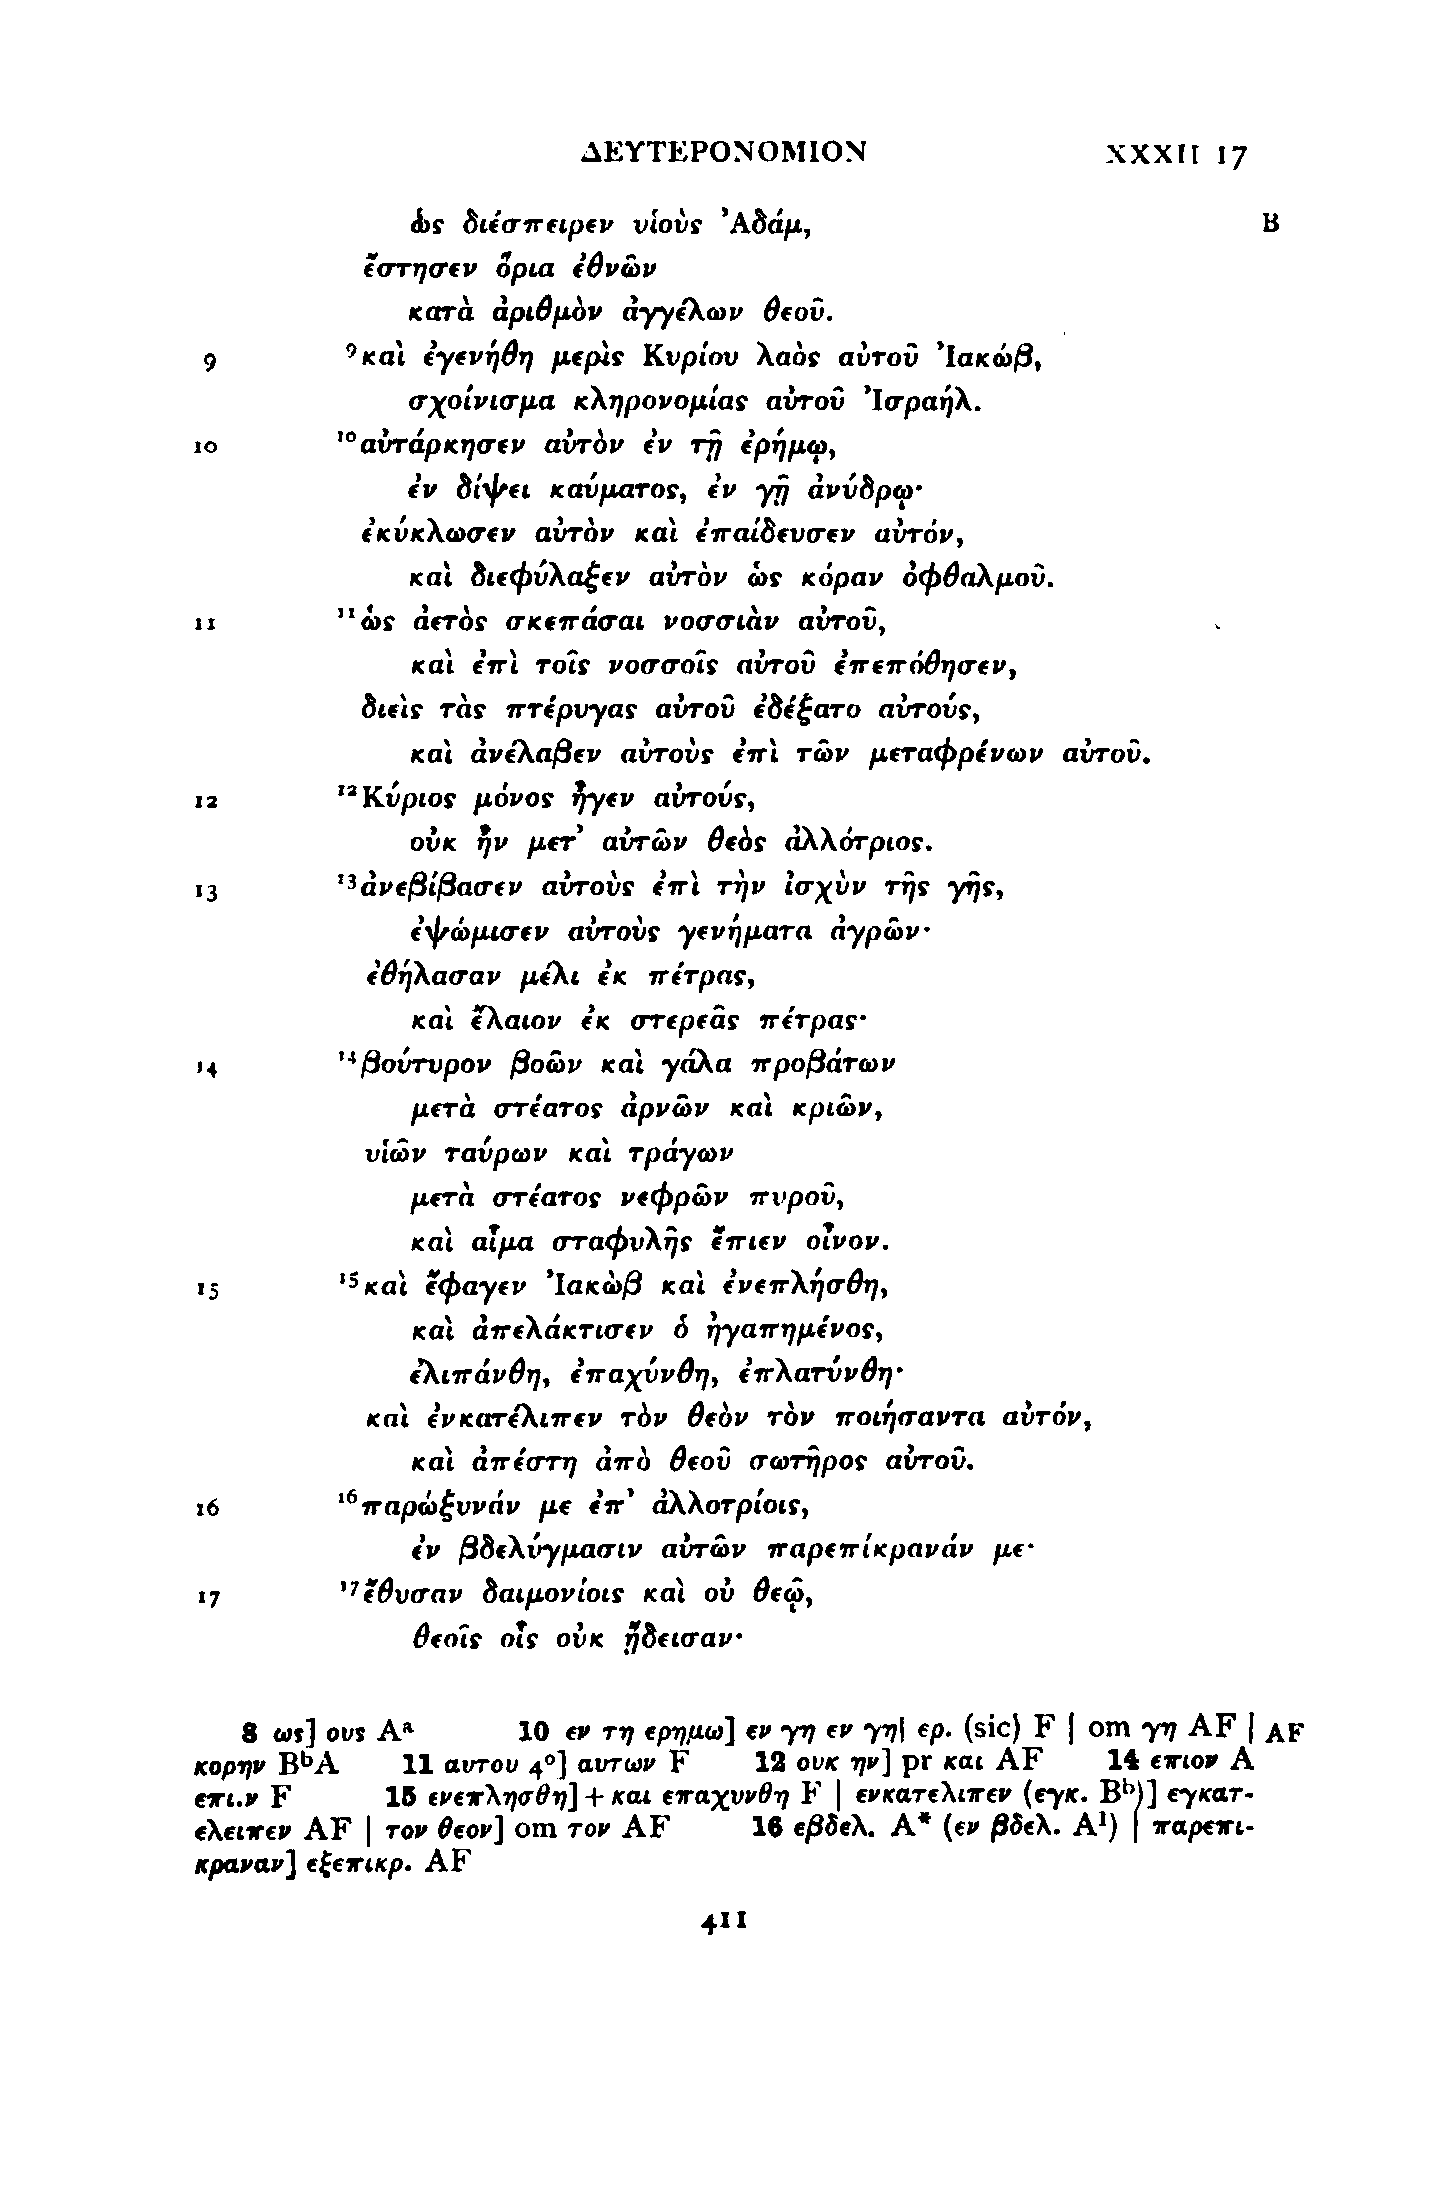 ΔΕΥΤΕΡΟΝΟΜΙΟΝ XXXII 17
ὡς διέσπειρεν υἱοὺς Ἀδάμ, B
ἔστησεν ὅρια ἐθνῶν
κατὰ ἀριθμὸν ἀγγέλων θεοῦ.
9 ⁹καὶ ἐγενήθη μερὶς Κυρίου λαὸς αὐτοῦ Ἰακώβ,
σχοίνισμα κληρονομίας αὐτοῦ Ἰσραήλ.
10 ¹⁰αὐτάρκησεν αὐτὸν ἐν τῇ ἐρήμῳ,
ἐν δίψει καύματος, ἐν γῇ ἀνύδρῳ·
ἐκύκλωσεν αὐτὸν καὶ ἐπαίδευσεν αὐτόν,
καὶ διεφύλαξεν αὐτὸν ὡς κόραν ὀφθαλμοῦ.
11 ¹¹ὡς ἀετὸς σκεπάσαι νοσσιὰν αὐτοῦ,
καὶ ἐπὶ τοῖς νοσσοῖς αὐτοῦ ἐπεπόθησεν,
διεὶς τὰς πτέρυγας αὐτοῦ ἐδέξατο αὐτούς,
καὶ ἀνέλαβεν αὐτοὺς ἐπὶ τῶν μεταφρένων αὐτοῦ.
12 ¹²Κύριος μόνος ἦγεν αὐτούς,
οὐκ ἦν μετ’ αὐτῶν θεὸς ἀλλότριος.
13 ¹³ἀνεβίβασεν αὐτοὺς ἐπὶ τὴν ἰσχὺν τῆς γῆς,
ἐψώμισεν αὐτοὺς γενήματα ἀγρῶν·
ἐθήλασαν μέλι ἐκ πέτρας,
καὶ ἔλαιον ἐκ στερεᾶς πέτρας·
14 ¹⁴βούτυρον βοῶν καὶ γάλα προβάτων
μετὰ στέατος ἀρνῶν καὶ κριῶν,
υἱῶν ταύρων καὶ τράγων
μετὰ στέατος νεφρῶν πυροῦ,
καὶ αἷμα σταφυλῆς ἔπιεν οἶνον.
15 ¹⁵καὶ ἔφαγεν Ἰακὼβ καὶ ἐνεπλήσθη,
καὶ ἀπελάκτισεν ὁ ἠγαπημένος,
ἐλιπάνθη, ἐπαχύνθη, ἐπλατύνθη·
καὶ ἐνκατέλιπεν τὸν θεὸν τὸν ποιήσαντα αὐτόν,
καὶ ἀπέστη ἀπὸ θεοῦ σωτῆρος αὐτοῦ.
16 ¹⁶παρώξυνάν με ἐπ’ ἀλλοτρίοις,
ἐν βδελύγμασιν αὐτῶν παρεπίκρανάν με·
17 ¹⁷ἔθυσαν δαιμονίοις καὶ οὐ θεῷ,
θεοῖς οἷς οὐκ ᾔδεισαν·
8 ως] ους Aᵃ 10 εν τη ερημω] εν γη εν γη| ερ. (sic) F | om γη AF | AF
κορην BᵇA 11 αυτου 4º] αυτων F 12 ουκ ην] pr και AF 14 επιον A
επι.ν F 15 ενεπλησθη] + και επαχυνθη F | ενκατελιπεν (εγκ. Bᵇ)] εγκατ-
ελειπεν AF | τον θεον] om τον AF 16 εβδελ. A* (εν βδελ. A¹) | παρεπι-
κραναν] εξεπικρ. AF
411